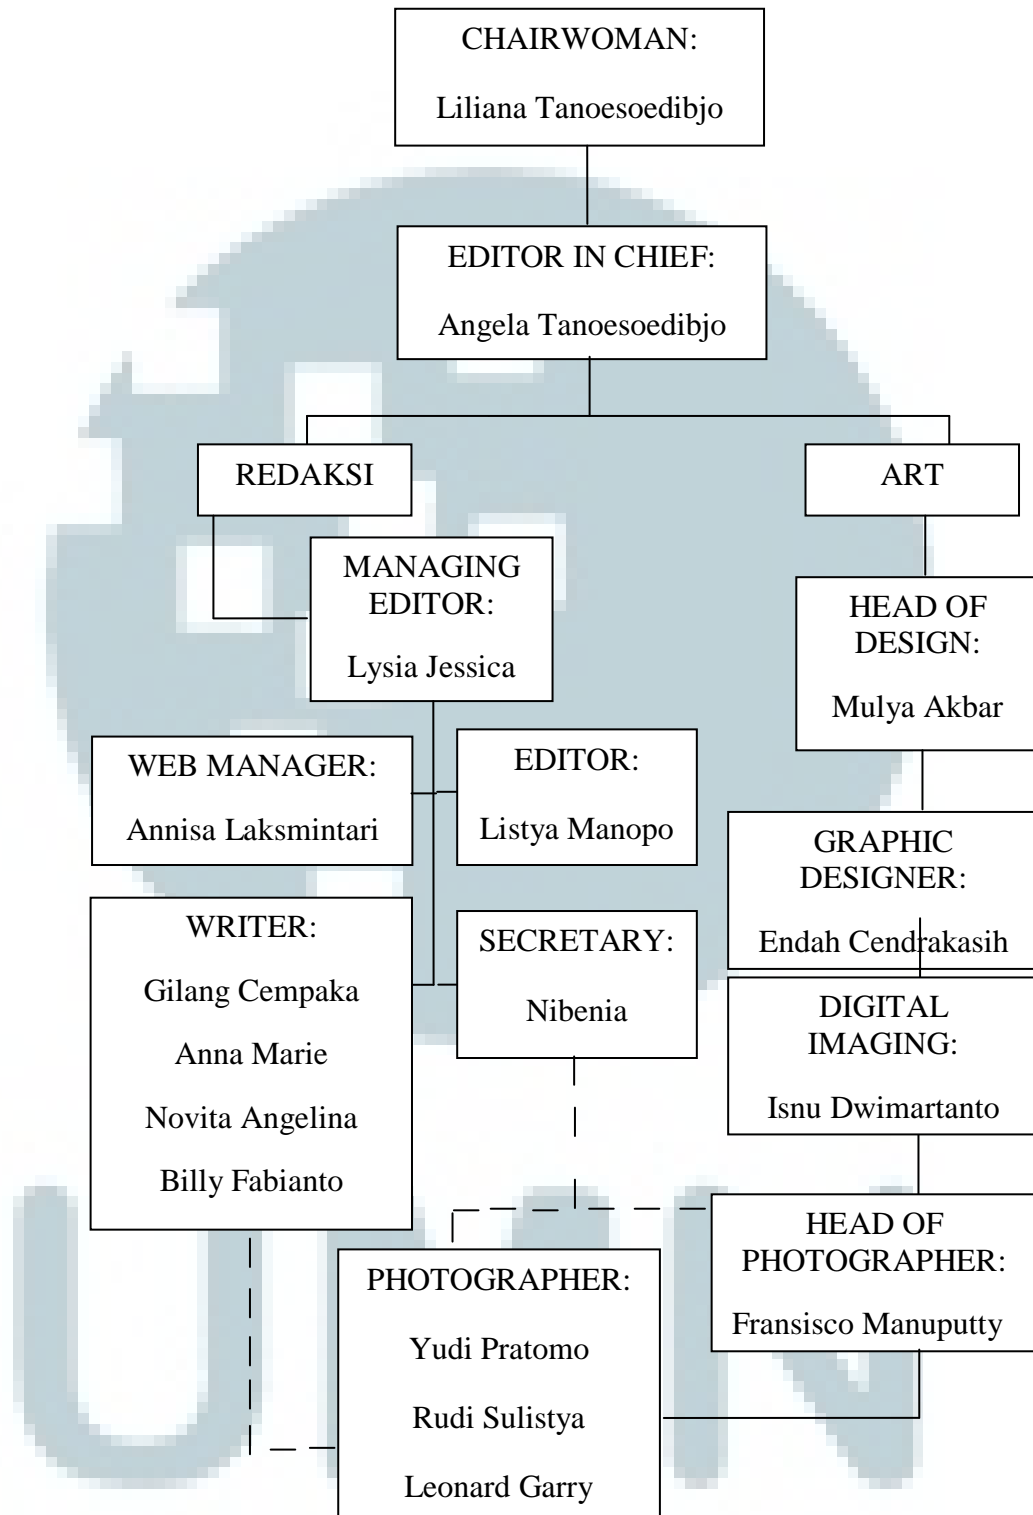 CHAIRWOMAN:
Liliana Tanoesoedibjo
EDITOR IN CHIEF:
Angela Tanoesoedibjo
REDAKSI
ART
MANAGING
EDITOR:
Lysia Jessica
HEAD OF
DESIGN:
Mulya Akbar
WEB MANAGER:
Annisa Laksmintari
EDITOR:
Listya Manopo
GRAPHIC
DESIGNER:
Endah Cendrakasih
WRITER:
Gilang Cempaka
Anna Marie
Novita Angelina
Billy Fabianto
SECRETARY:
Nibenia
DIGITAL
IMAGING:
Isnu Dwimartanto
HEAD OF
PHOTOGRAPHER:
Fransisco Manuputty
PHOTOGRAPHER:
Yudi Pratomo
Rudi Sulistya
Leonard Garry
UMN